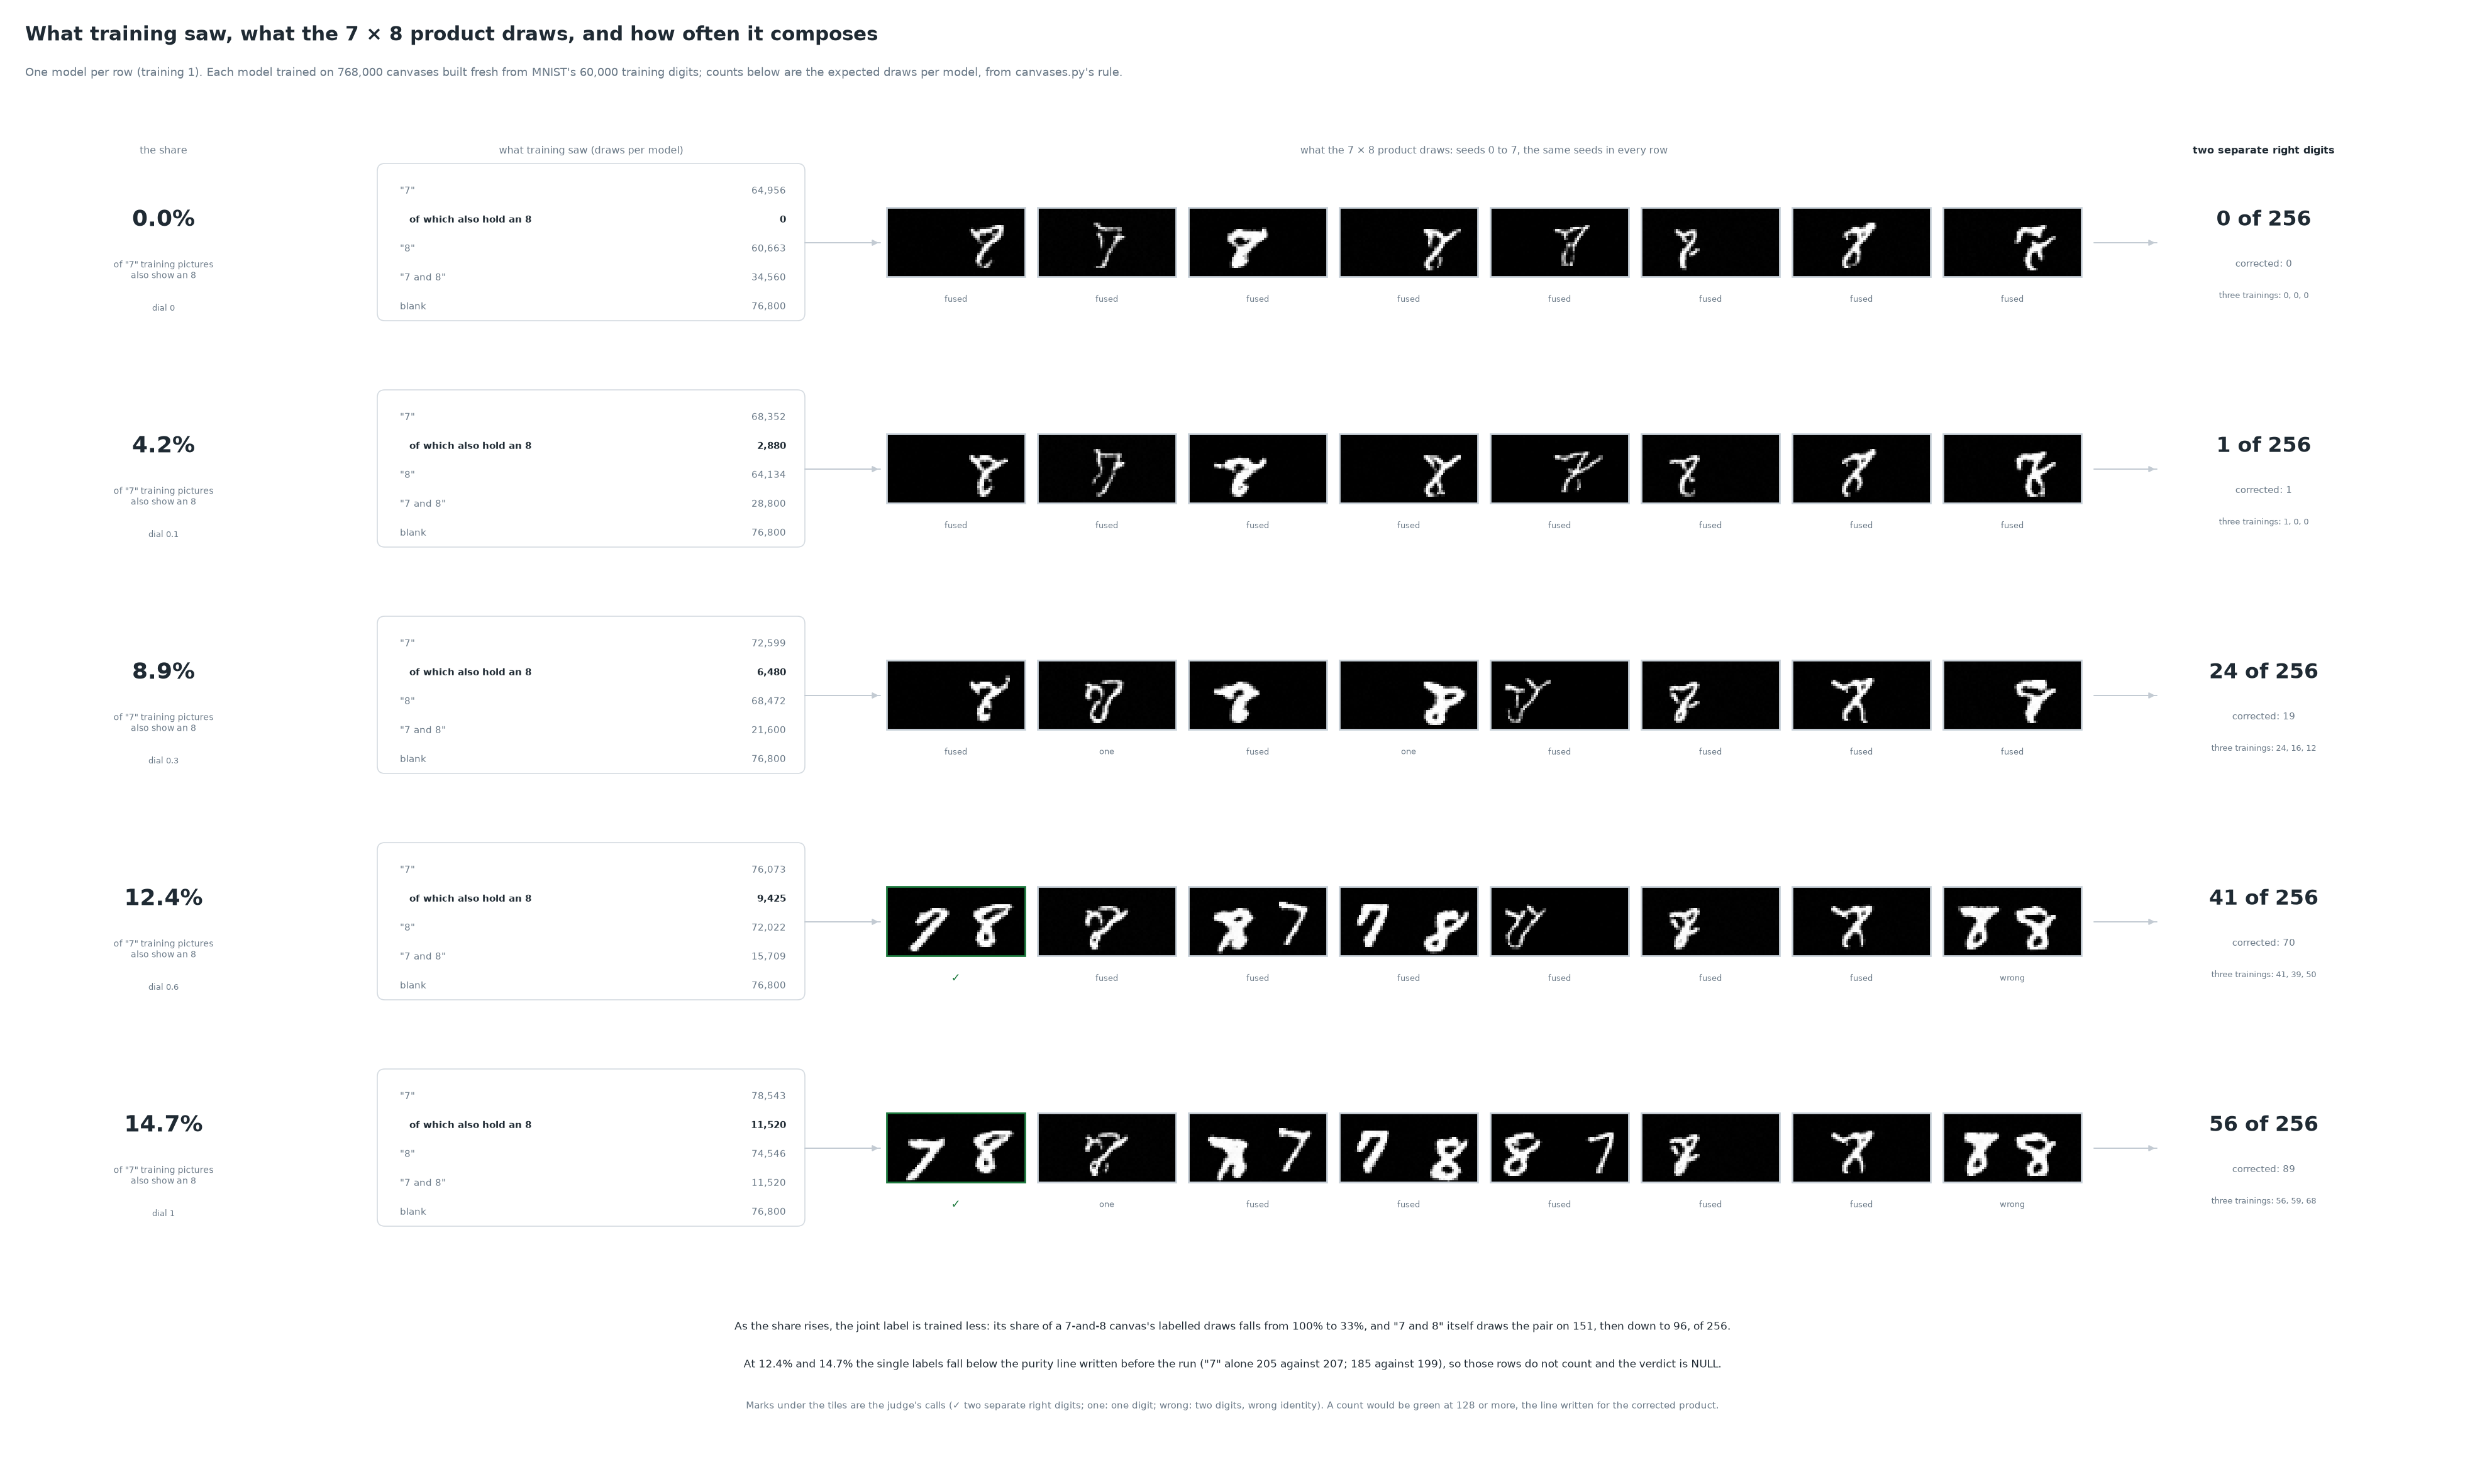 What training saw, what the 7 × 8 product draws, and how often it composes
One model per row (training 1). Each model trained on 768,000 canvases built fresh from MNIST's 60,000 training digits; counts below are the expected draws per model, from canvases.py's rule.
the share
what training saw (draws per model)
what the 7 × 8 product draws: seeds 0 to 7, the same seeds in every row
two separate right digits
0.0%
of "7" training pictures
also show an 8
dial 0
"7" 64,956
of which also hold an 8 0
"8" 60,663
"7 and 8" 34,560
blank 76,800
fused fused fused fused fused fused fused fused
0 of 256
corrected: 0
three trainings: 0, 0, 0
4.2%
of "7" training pictures
also show an 8
dial 0.1
"7" 68,352
of which also hold an 8 2,880
"8" 64,134
"7 and 8" 28,800
blank 76,800
fused fused fused fused fused fused fused fused
1 of 256
corrected: 1
three trainings: 1, 0, 0
8.9%
of "7" training pictures
also show an 8
dial 0.3
"7" 72,599
of which also hold an 8 6,480
"8" 68,472
"7 and 8" 21,600
blank 76,800
fused one fused one fused fused fused fused
24 of 256
corrected: 19
three trainings: 24, 16, 12
12.4%
of "7" training pictures
also show an 8
dial 0.6
"7" 76,073
of which also hold an 8 9,425
"8" 72,022
"7 and 8" 15,709
blank 76,800
7 8
✓ fused fused fused fused fused fused wrong
41 of 256
corrected: 70
three trainings: 41, 39, 50
14.7%
of "7" training pictures
also show an 8
dial 1
"7" 78,543
of which also hold an 8 11,520
"8" 74,546
"7 and 8" 11,520
blank 76,800
7 8
✓ one fused fused fused fused fused wrong
56 of 256
corrected: 89
three trainings: 56, 59, 68
As the share rises, the joint label is trained less: its share of a 7-and-8 canvas's labelled draws falls from 100% to 33%, and "7 and 8" itself draws the pair on 151, then down to 96, of 256.
At 12.4% and 14.7% the single labels fall below the purity line written before the run ("7" alone 205 against 207; 185 against 199), so those rows do not count and the verdict is NULL.
Marks under the tiles are the judge's calls (✓ two separate right digits; one: one digit; wrong: two digits, wrong identity). A count would be green at 128 or more, the line written for the corrected product.